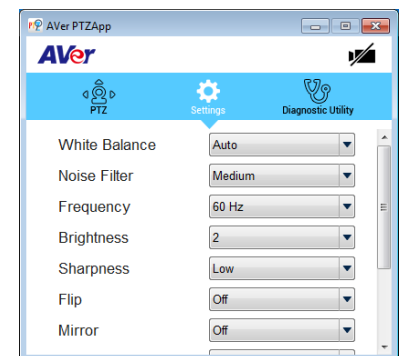 AVer PTZApp
AVer
PTZ
Settings
Diagnostic Utility
White Balance Auto
Noise Filter Medium
Frequency 60 Hz
Brightness 2
Sharpness Low
Flip Off
Mirror Off